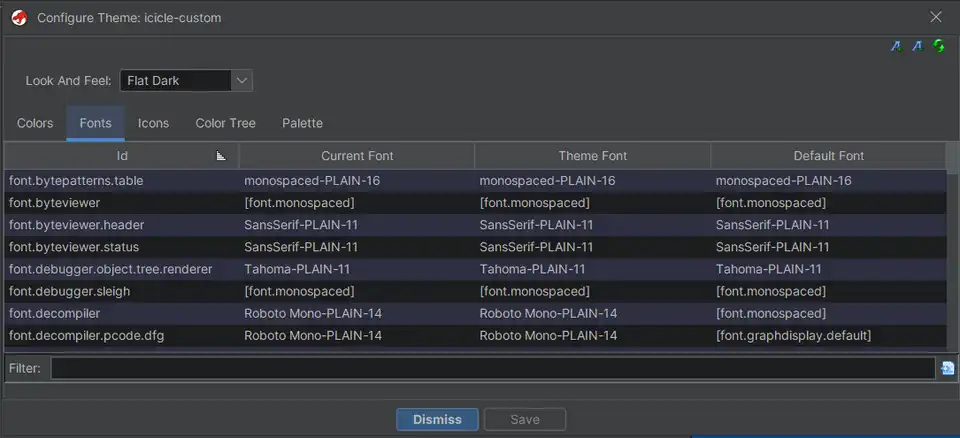 Configure Theme: icicle-custom
Look And Feel: Flat Dark
Colors Fonts Icons Color Tree Palette
Id Current Font Theme Font Default Font
font.bytepatterns.table monospaced-PLAIN-16 monospaced-PLAIN-16 monospaced-PLAIN-16
font.byteviewer [font.monospaced] [font.monospaced] [font.monospaced]
font.byteviewer.header SansSerif-PLAIN-11 SansSerif-PLAIN-11 SansSerif-PLAIN-11
font.byteviewer.status SansSerif-PLAIN-11 SansSerif-PLAIN-11 SansSerif-PLAIN-11
font.debugger.object.tree.renderer Tahoma-PLAIN-11 Tahoma-PLAIN-11 Tahoma-PLAIN-11
font.debugger.sleigh [font.monospaced] [font.monospaced] [font.monospaced]
font.decompiler Roboto Mono-PLAIN-14 Roboto Mono-PLAIN-14 [font.monospaced]
font.decompiler.pcode.dfg Roboto Mono-PLAIN-14 Roboto Mono-PLAIN-14 [font.graphdisplay.default]
Filter:
Dismiss Save